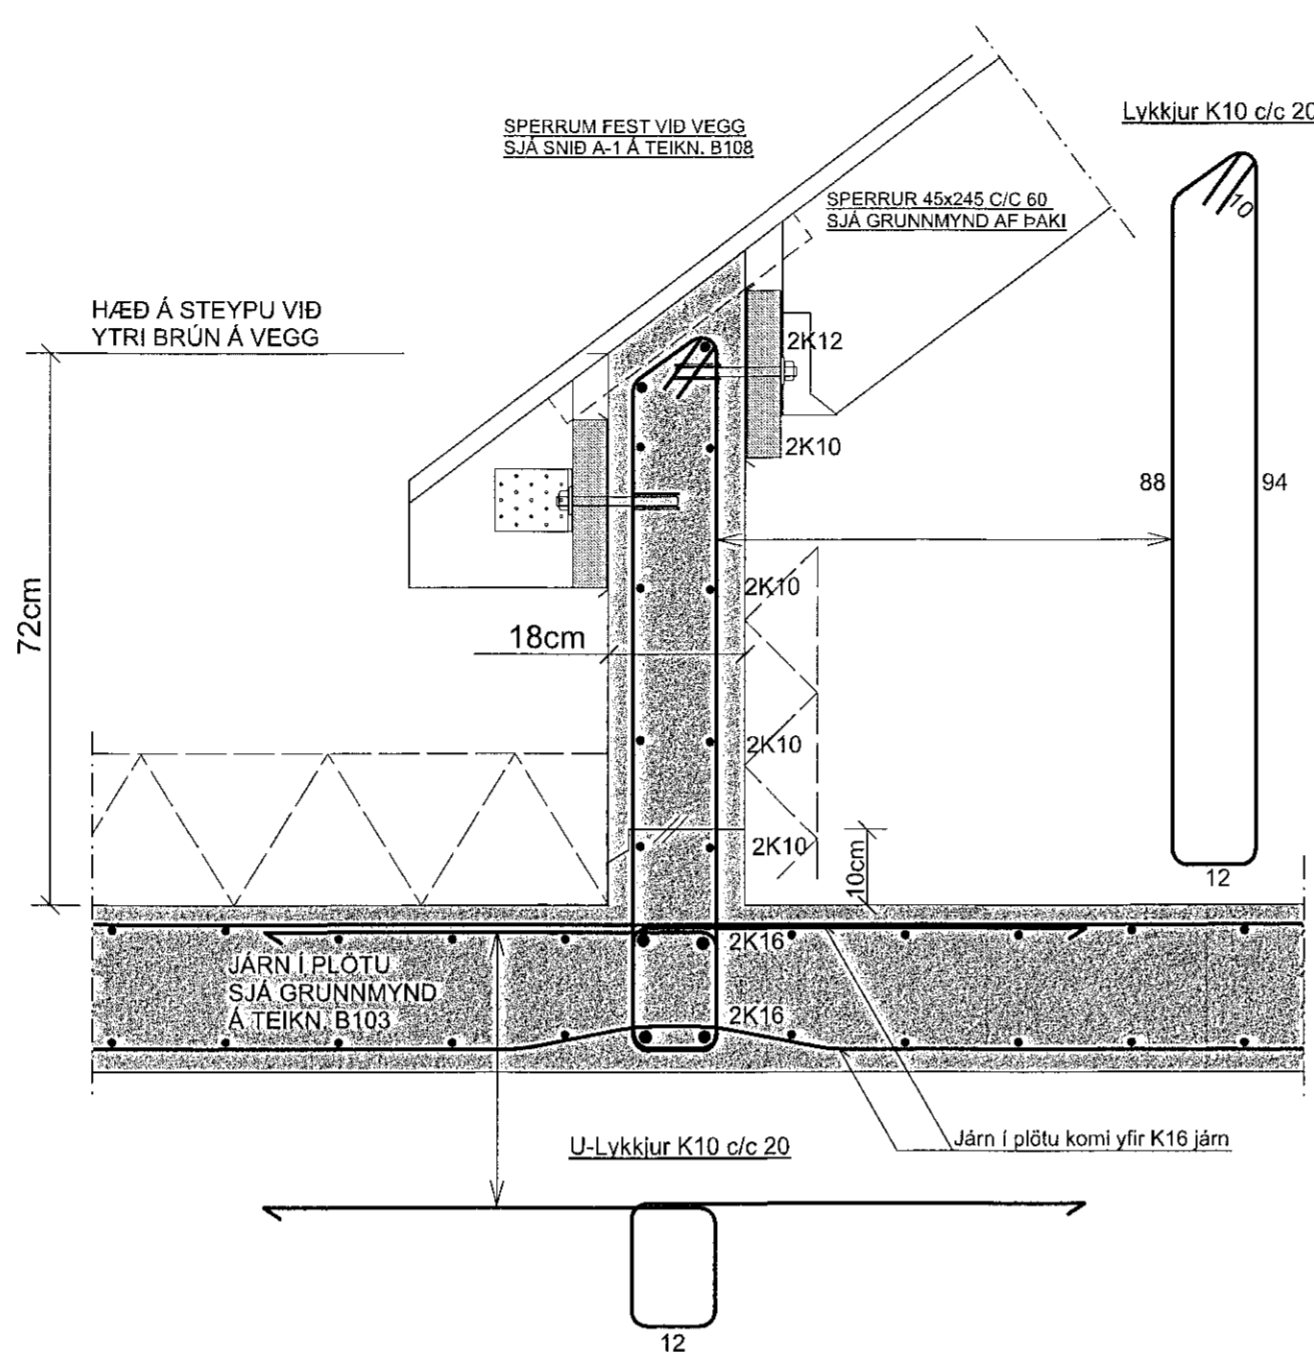 Lykkjur K10 c/c 20
SPERRUM FEST VIÐ VEGG
SJÁ SNIÐ A-1 Á TEIKN. B108
10
SPERRUR 45x245 C/C 60
SJÁ GRUNNMYND AF ÞAKI
HÆÐ Á STEYPU VIÐ
YTRI BRÚN Á VEGG
2K12
2K10
88
94
72cm
2K10
18cm
2K10
2K10
10cm
12
2K16
JÁRN Í PLÖTU
SJÁ GRUNNMYND
Á TEIKN. B103
2K16
Járn í plötu komi yfir K16 járn
U-Lykkjur K10 c/c 20
12